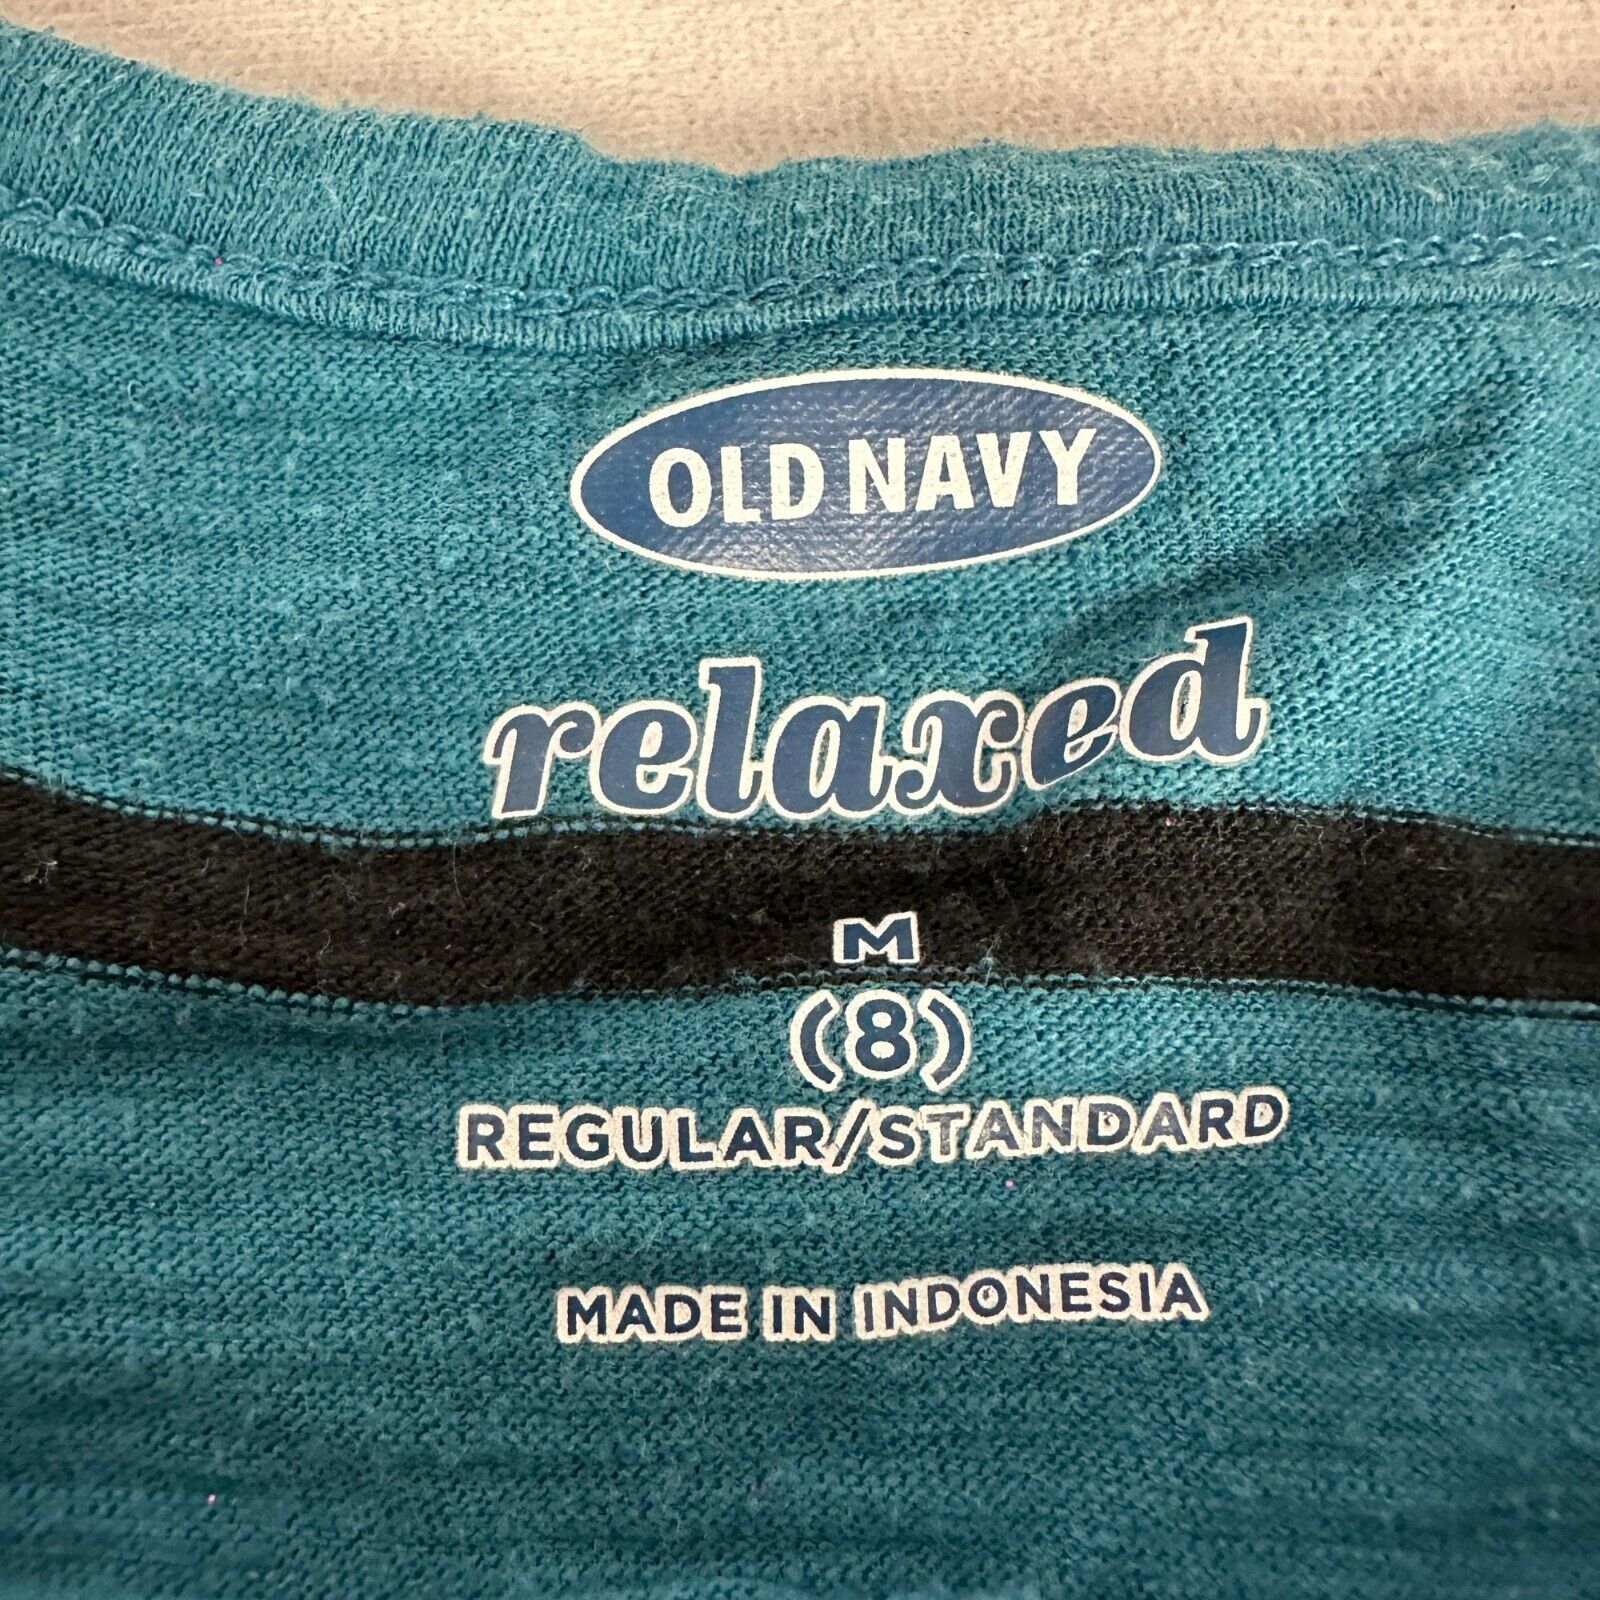 OLD NAVY
relaxed
M
(8)
REGULAR/STANDARD
MADE IN INDONESIA